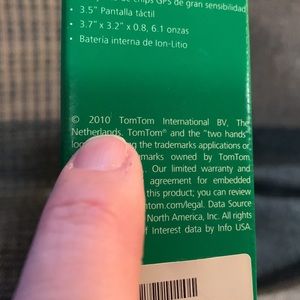 de chips GPS de gran sensibilidad
• 3.5" Pantalla táctil
• 3.7" x 3.2" x 0.8, 6.1 onzas
• Batería interna de Ion-Litio
© 2010 TomTom International BV, The
Netherlands. TomTom® and the "two hands"
the trademarks applications or
owned by TomTom
Our limited warranty and
agreement for embedded
this product; you can review
.com/legal. Data Source
North America, Inc. All rights
of Interest data by Info USA.